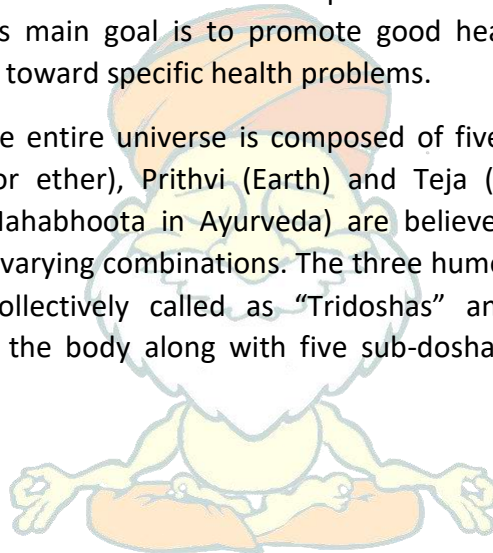 s main goal is to promote good hea
toward specific health problems.
e entire universe is composed of five
or ether), Prithvi (Earth) and Teja (
Mahabhoota in Ayurveda) are believe
varying combinations. The three hum
ollectively called as “Tridoshas” an
the body along with five sub-dosha